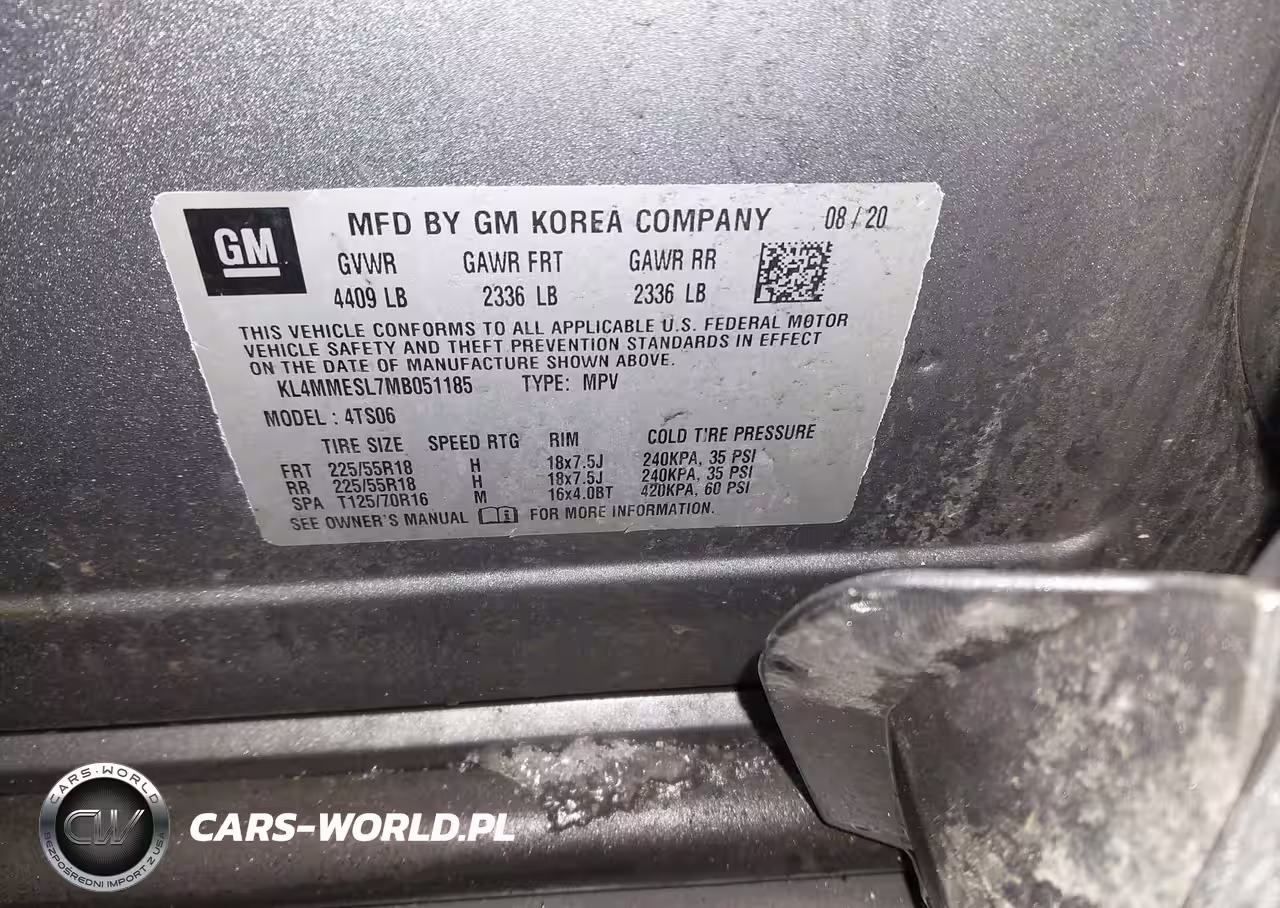 GM
MFD BY GM KOREA COMPANY 08 / 20
GVWR GAWR FRT GAWR RR
4409 LB 2336 LB 2336 LB
THIS VEHICLE CONFORMS TO ALL APPLICABLE U.S. FEDERAL MOTOR
VEHICLE SAFETY AND THEFT PREVENTION STANDARDS IN EFFECT
ON THE DATE OF MANUFACTURE SHOWN ABOVE.
KL4MMESL7MB051185 TYPE: MPV
MODEL : 4TS06
TIRE SIZE SPEED RTG RIM COLD T'RE PRESSURE
FRT 225/55R18 H 18x7.5J 240KPA, 35 PSI
RR 225/55R18 H 18x7.5J 240KPA, 35 PSI
SPA T125/70R16 M 16x4.0BT 420KPA, 60 PSI
SEE OWNER'S MANUAL FOR MORE INFORMATION.
CARS-WORLD
CW
BEZPOŚREDNI IMPORT Z USA
CARS-WORLD.PL